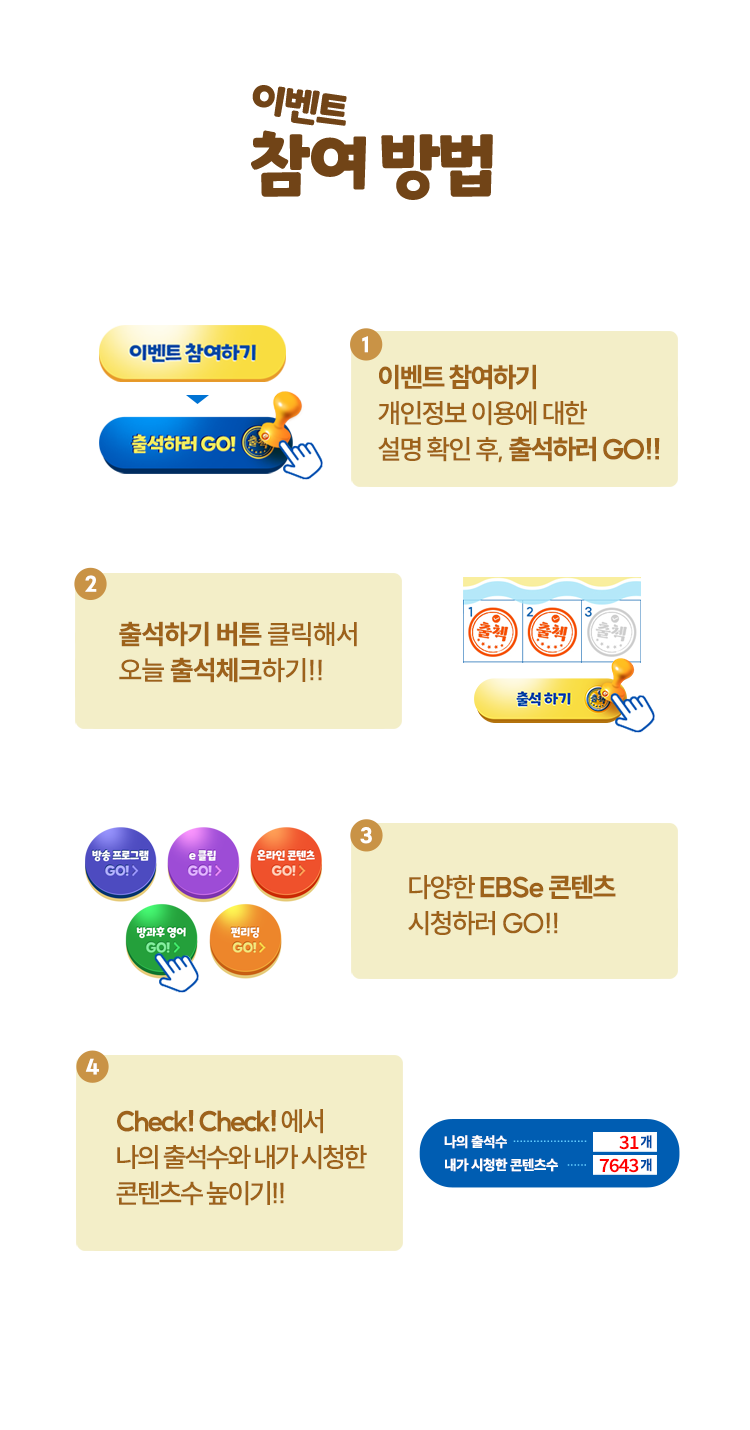 이벤트
참여 방법
이벤트 참여하기
출석하러 GO!
출첵
1
이벤트 참여하기
개인정보 이용에 대한
설명 확인 후, 출석하러 GO!!
2
출석하기 버튼 클릭해서
오늘 출석체크하기!!
1 2 3
출첵 출첵 출첵
출석 하기
출첵
방송 프로그램 e 클립 온라인 콘텐츠
GO! > GO! > GO! >
방과후 영어 펀리딩
GO! > GO! >
3
다양한 EBSe 콘텐츠
시청하러 GO!!
4
Check! Check! 에서
나의 출석수와 내가 시청한
콘텐츠수 높이기!!
나의 출석수 31개
내가 시청한 콘텐츠수 7643개